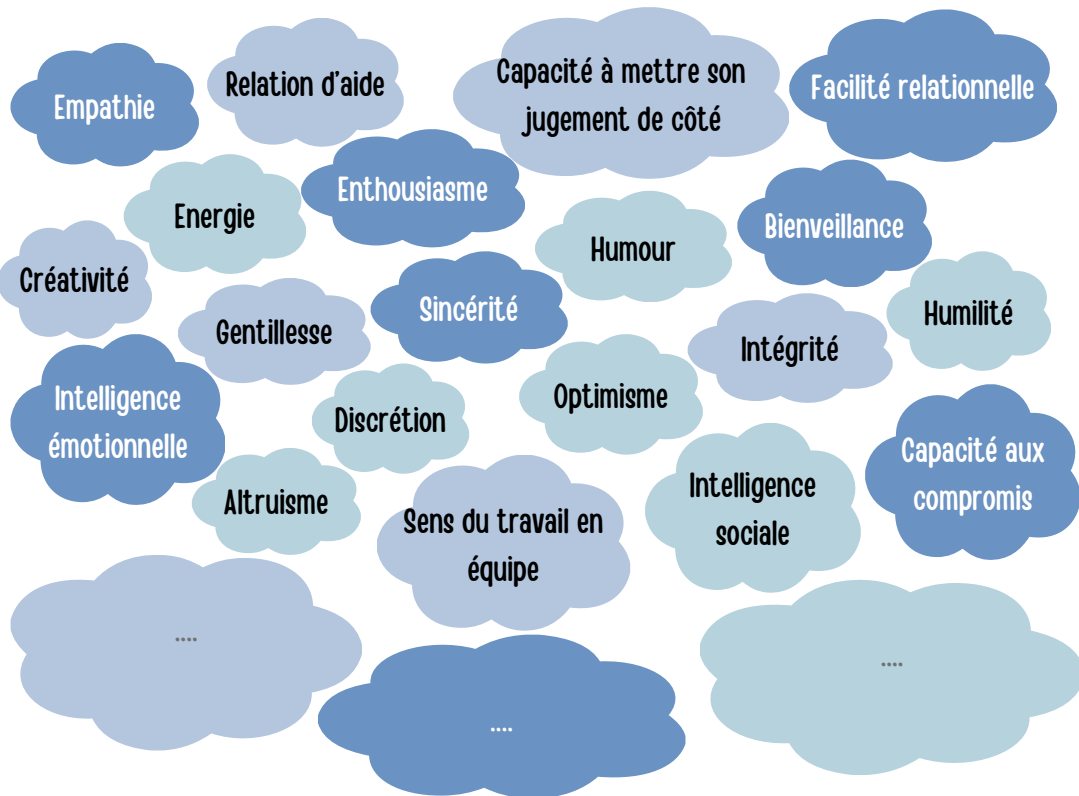 Empathie
Relation d'aide
Capacité à mettre son
jugement de côté
Facilité relationnelle
Energie
Enthousiasme
Humour
Bienveillance
Créativité
Gentillesse
Sincérité
Intégrité
Humilité
Intelligence
émotionnelle
Discrétion
Optimisme
Capacité aux
compromis
Altruisme
Sens du travail en
équipe
Intelligence
sociale
....
....
....